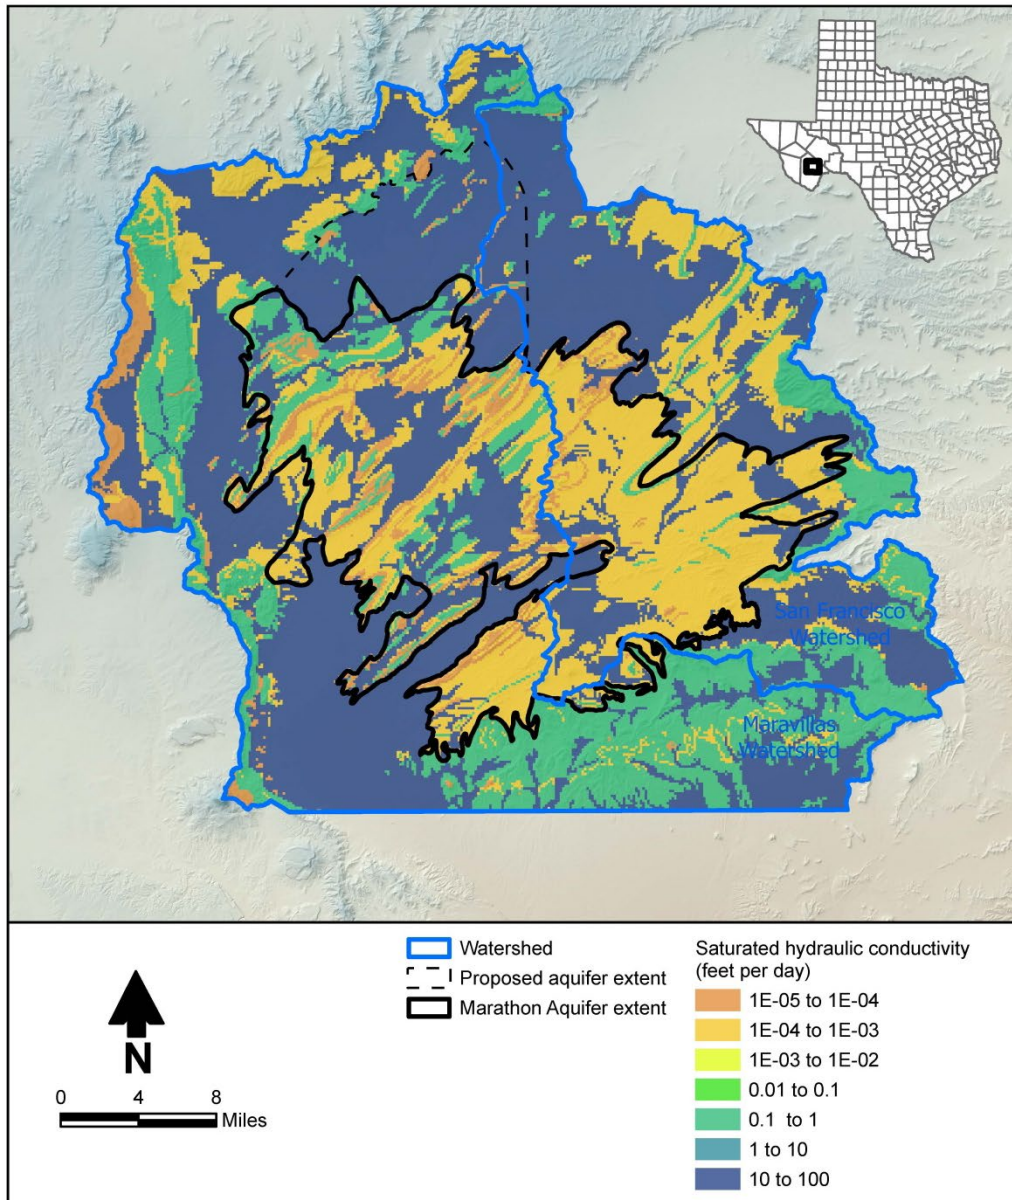 San Francisco
Watershed
Maravillas
Watershed
N
0 4 8
Miles
Watershed
Proposed aquifer extent
Marathon Aquifer extent
Saturated hydraulic conductivity
(feet per day)
1E-05 to 1E-04
1E-04 to 1E-03
1E-03 to 1E-02
0.01 to 0.1
0.1 to 1
1 to 10
10 to 100